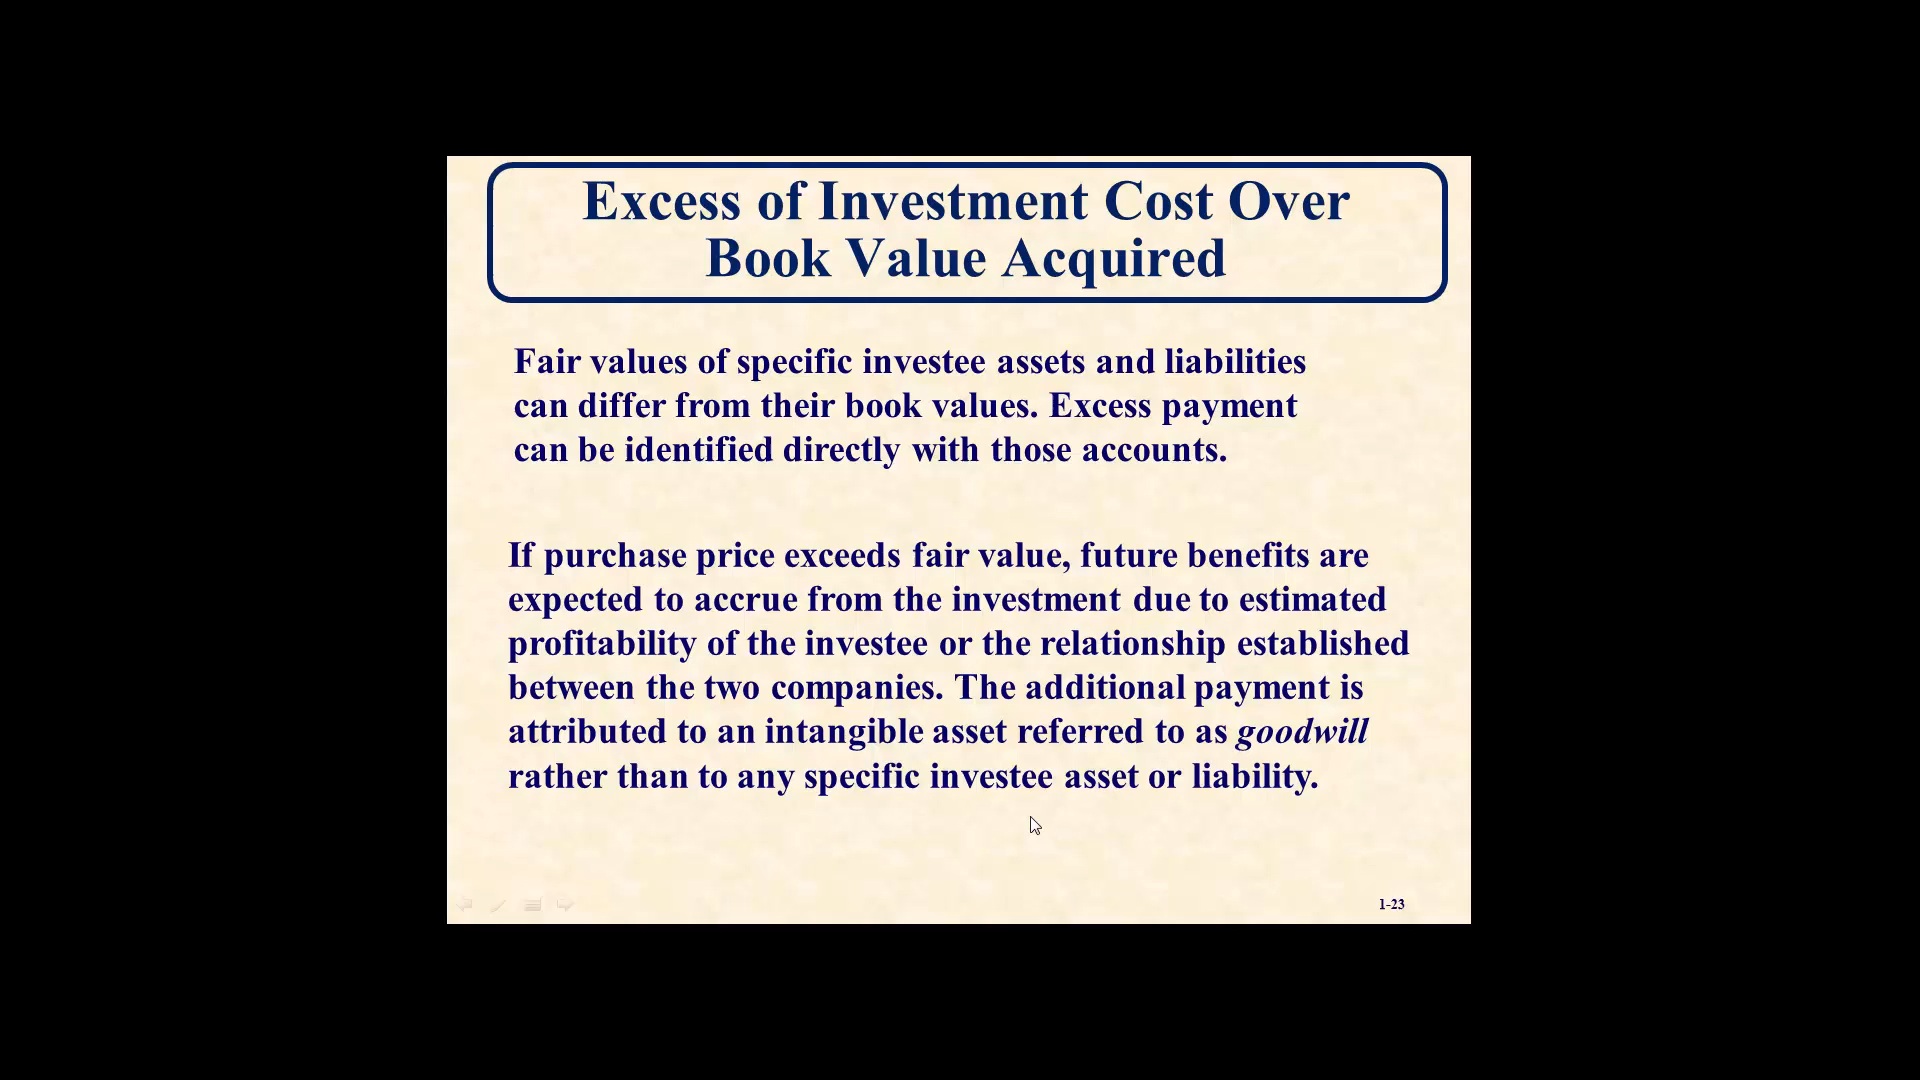 Excess of Investment Cost Over
Book Value Acquired
Fair values of specific investee assets and liabilities
can differ from their book values. Excess payment
can be identified directly with those accounts.
If purchase price exceeds fair value, future benefits are
expected to accrue from the investment due to estimated
profitability of the investee or the relationship established
between the two companies. The additional payment is
attributed to an intangible asset referred to as goodwill
rather than to any specific investee asset or liability.
1-23